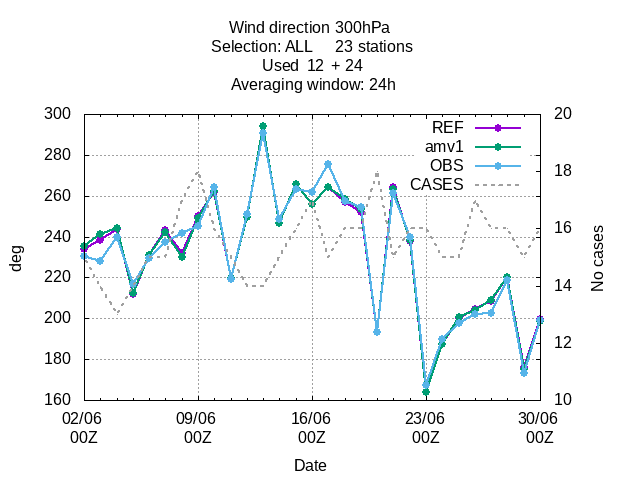 Wind direction 300hPa
Selection: ALL 23 stations
Used 12 + 24
Averaging window: 24h
300 20
REF
amv1
280
OBS
18
CASES
260
240 16
deg
No cases
220
14
200
12
180
160 10
02/06 09/06 16/06 23/06 30/06
00Z 00Z 00Z 00Z 00Z
Date